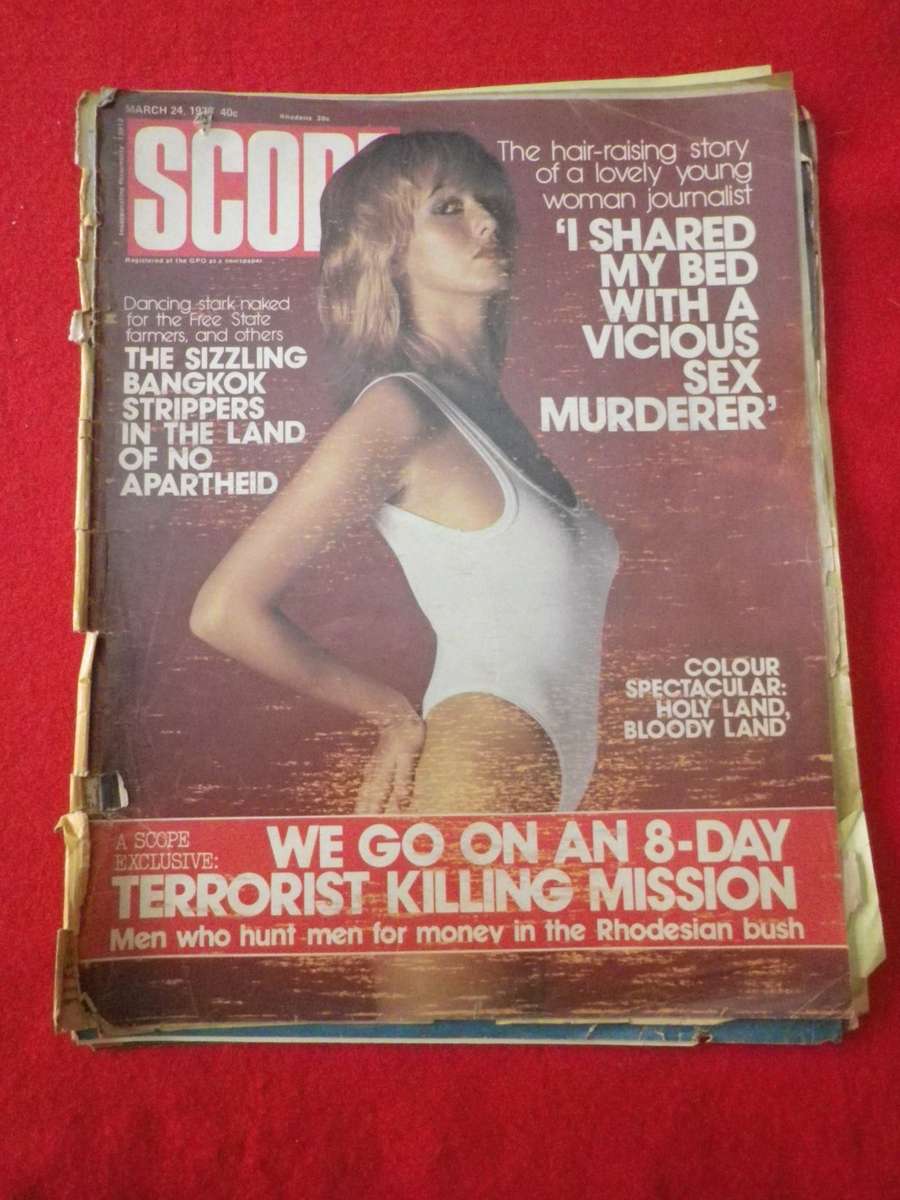 MARCH 24, 40c
Rhodesia
SCOPE
Registered at the GPO as a newspaper
The hair-raising story
of a lovely young
woman journalist
'I SHARED
MY BED
WITH A
VICIOUS
SEX
MURDERER'
Dancing stark naked
for the Free State
farmers, and others
THE SIZZLING
BANGKOK
STRIPPERS
IN THE LAND
OF NO
APARTHEID
COLOUR
SPECTACULAR:
HOLY LAND,
BLOODY LAND
A SCOPE
EXCLUSIVE:
WE GO ON AN 8-DAY
TERRORIST KILLING MISSION
Men who hunt men for money in the Rhodesian bush